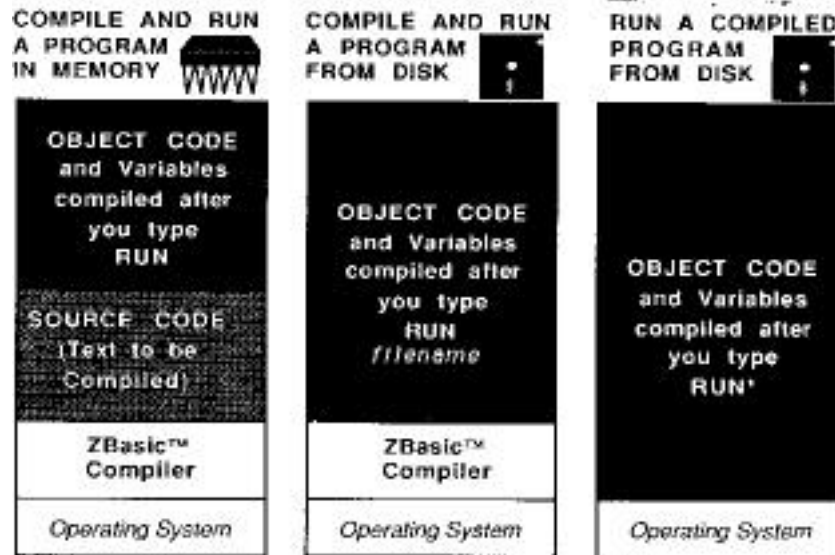 COMPILE AND RUN
A PROGRAM
IN MEMORY
OBJECT CODE
and Variables
compiled after
you type
RUN
SOURCE CODE
(Text to be
Compiled)
ZBasic™
Compiler
Operating System
COMPILE AND RUN
A PROGRAM
FROM DISK
OBJECT CODE
and Variables
compiled after
you type
RUN
filename
ZBasic™
Compiler
Operating System
RUN A COMPILED
PROGRAM
FROM DISK
OBJECT CODE
and Variables
compiled after
you type
RUN*
Operating System